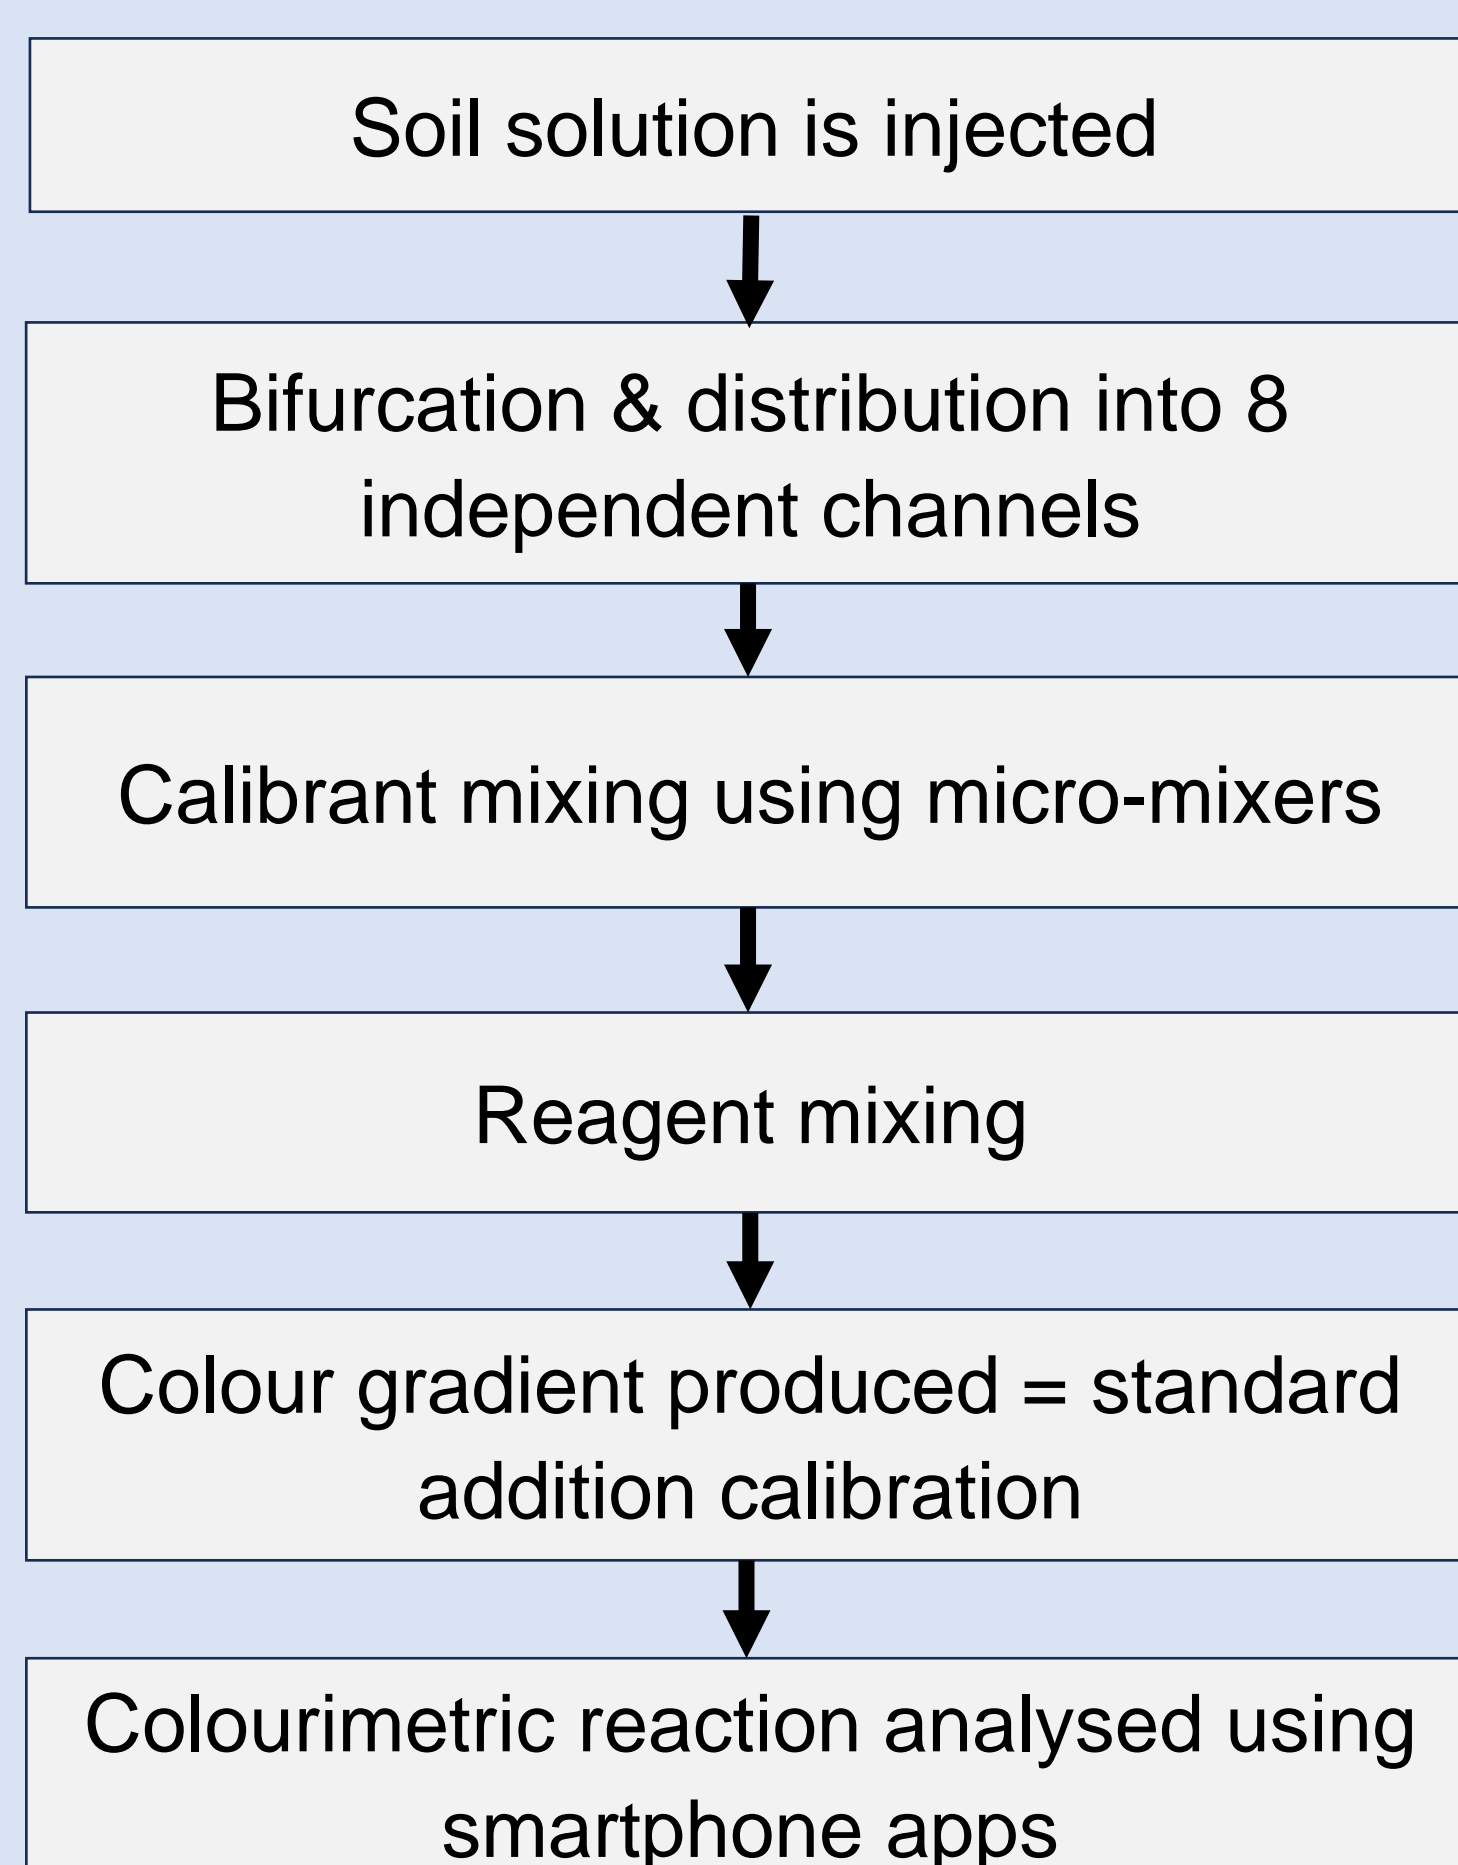 Soil solution is injected
Bifurcation & distribution into 8
independent channels
Calibrant mixing using micro-mixers
Reagent mixing
Colour gradient produced = standard
addition calibration
Colourimetric reaction analysed using
smartphone apps